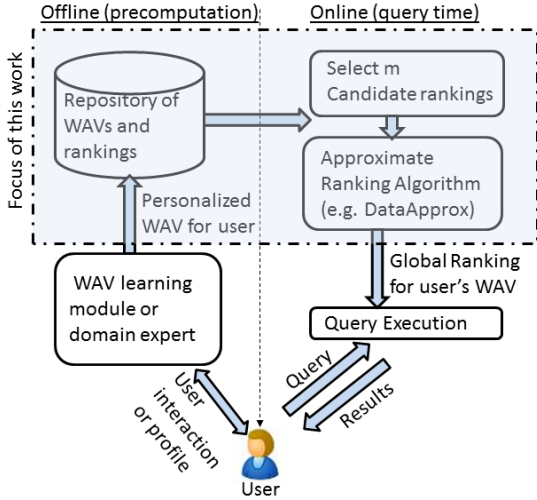 Offline (precomputation)
Online (query time)
Focus of this work
Repository of
WAVs and
rankings
Select m
Candidate rankings
Approximate
Ranking Algorithm
(e.g. DataApprox)
Personalized
WAV for user
Global Ranking
for user's WAV
WAV learning
module or
domain expert
Query Execution
User
interaction
or profile
Query
Results
User